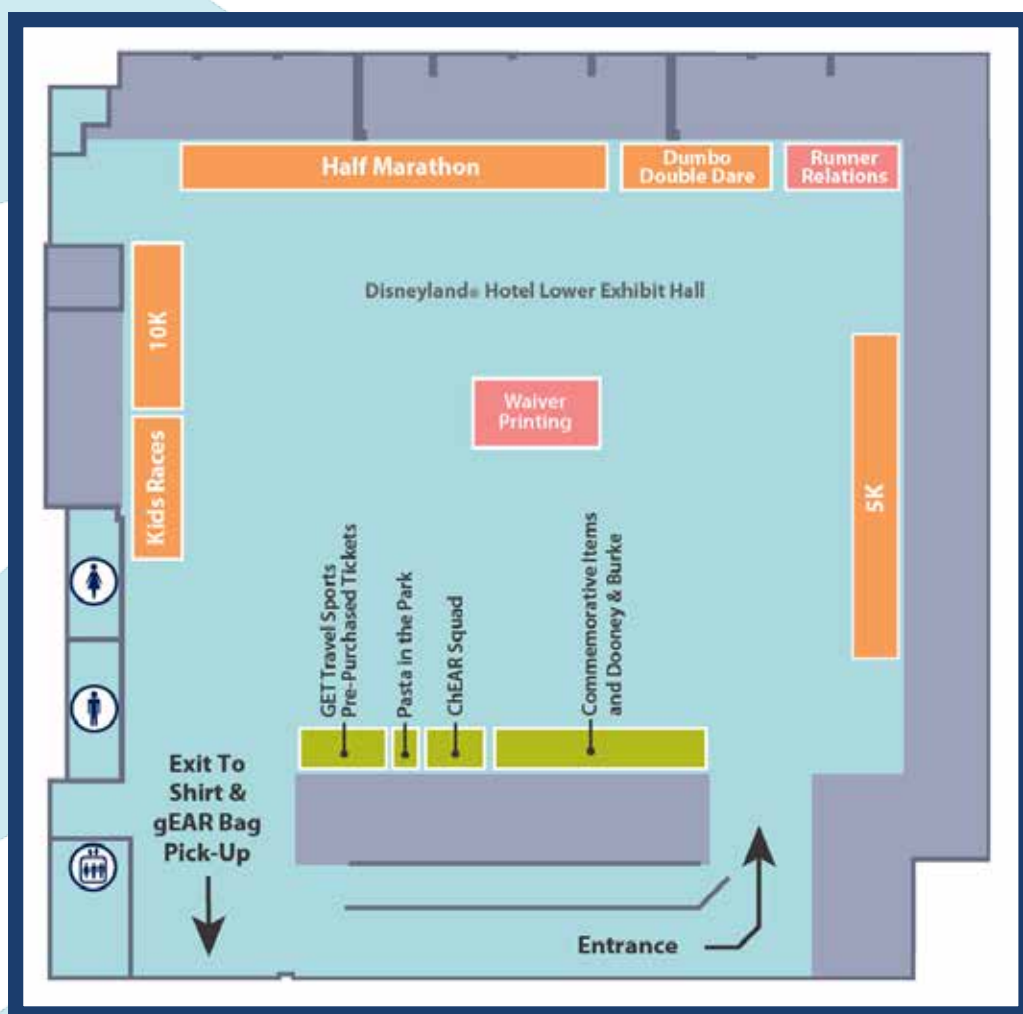 Half Marathon
Dumbo
Double Dare
Runner
Relations
Disneyland® Hotel Lower Exhibit Hall
10K
Kids Races
Waiver
Printing
5K
GET Travel Sports
Pre-Purchased Tickets
Pasta in the Park
ChEAR Squad
Commemorative Items
and Dooney & Burke
Exit To
Shirt &
gEAR Bag
Pick-Up
Entrance